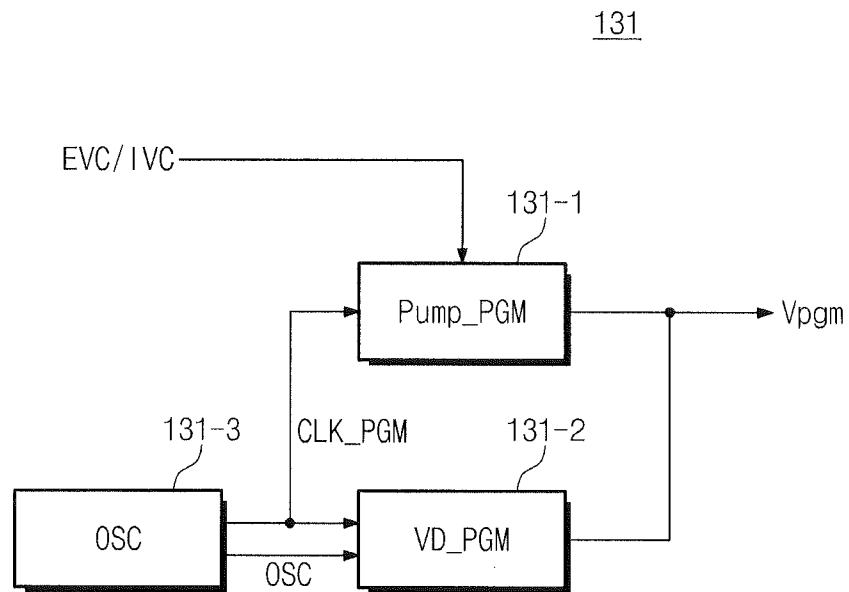 131
EVC/IVC
131-1
Pump_PGM
Vpgm
CLK_PGM
131-3
131-2
OSC
VD_PGM
OSC